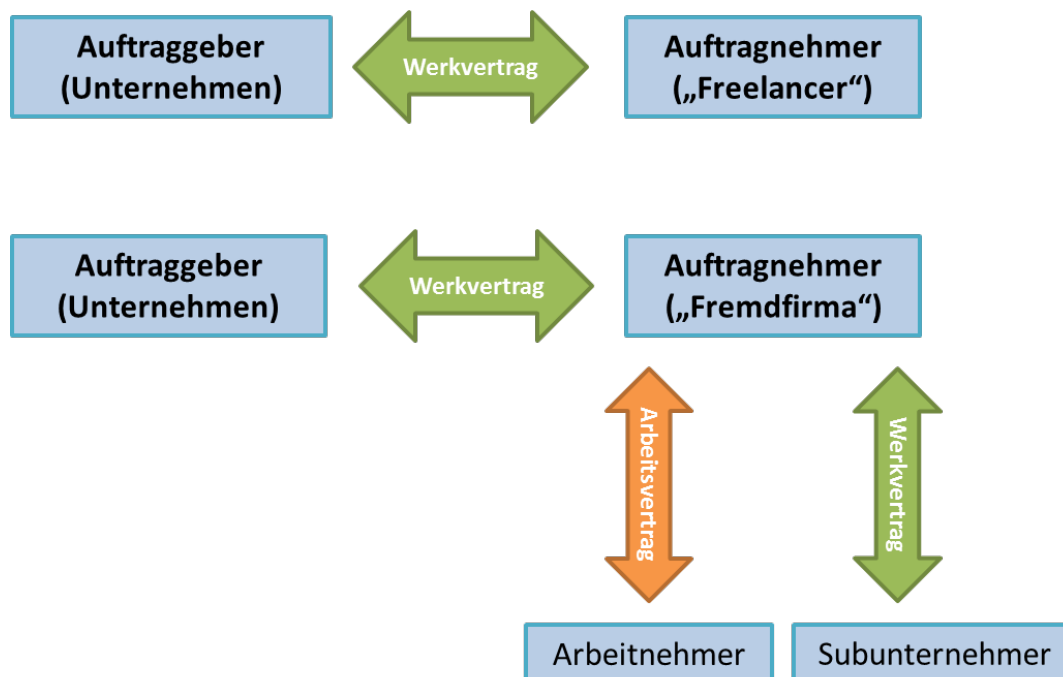 Auftraggeber
(Unternehmen)
Werkvertrag
Auftragnehmer
(„Freelancer“)
Auftraggeber
(Unternehmen)
Werkvertrag
Auftragnehmer
(„Fremdfirma“)
Arbeitsvertrag
Werkvertrag
Arbeitnehmer
Subunternehmer